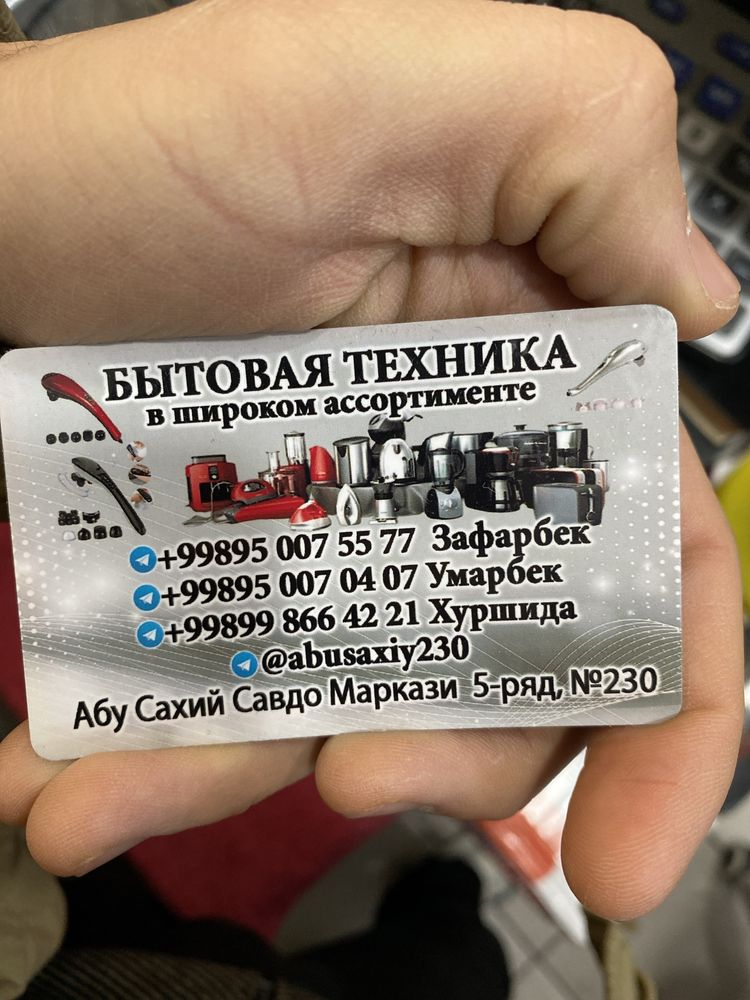 БЫТОВАЯ ТЕХНИКА
в широком ассортименте
+99895 007 55 77 Зафарбек
+99895 007 04 07 Умарбек
+99899 866 42 21 Хуршида
@abusaxiy230
Абу Сахий Савдо Маркази 5-ряд, №230